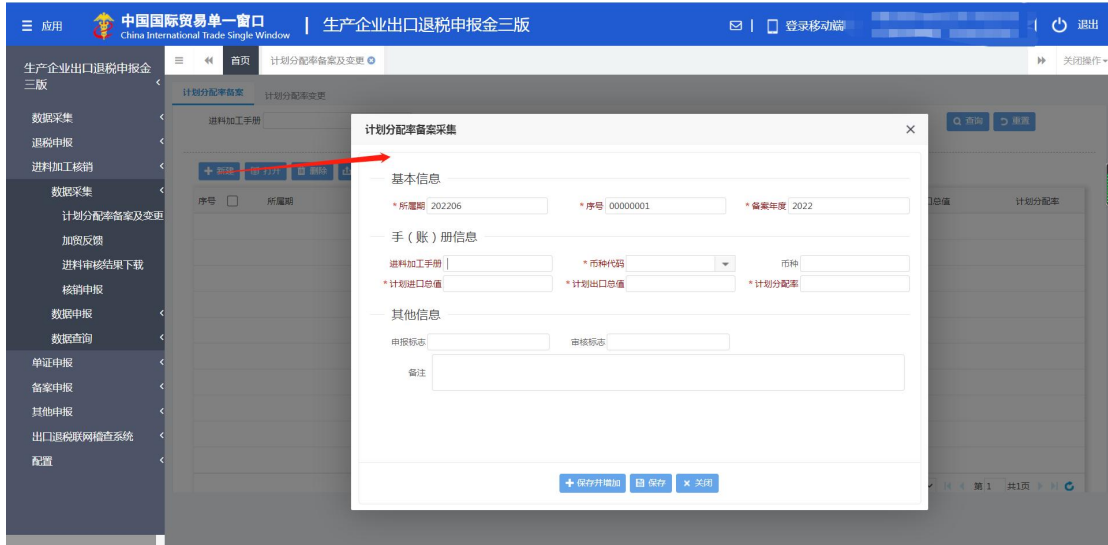 应用 中国国际贸易单一窗口 China International Trade Single Window 生产企业出口退税申报金三版 登录移动端 退出
生产企业出口退税申报金三版
首页 计划分配率备案及变更 关闭操作
计划分配率备案 计划分配率变更
数据采集
退税申报
进料加工核销
数据采集
计划分配率备案及变更
加贸反馈
进料审核结果下载
核销申报
数据申报
数据查询
单证申报
备案申报
其他申报
出口退税联网稽查系统
配置
进料加工手册 查询 重置
新建 打开 删除
序号 所属期 口总值 计划分配率
计划分配率备案采集
基本信息
*所属期 202206 *序号 00000001 *备案年度 2022
手（账）册信息
进料加工手册 *币种代码 币种
*计划进口总值 *计划出口总值 *计划分配率
其他信息
申报标志 审核标志
备注
保存并增加 保存 关闭
第 1 共1页